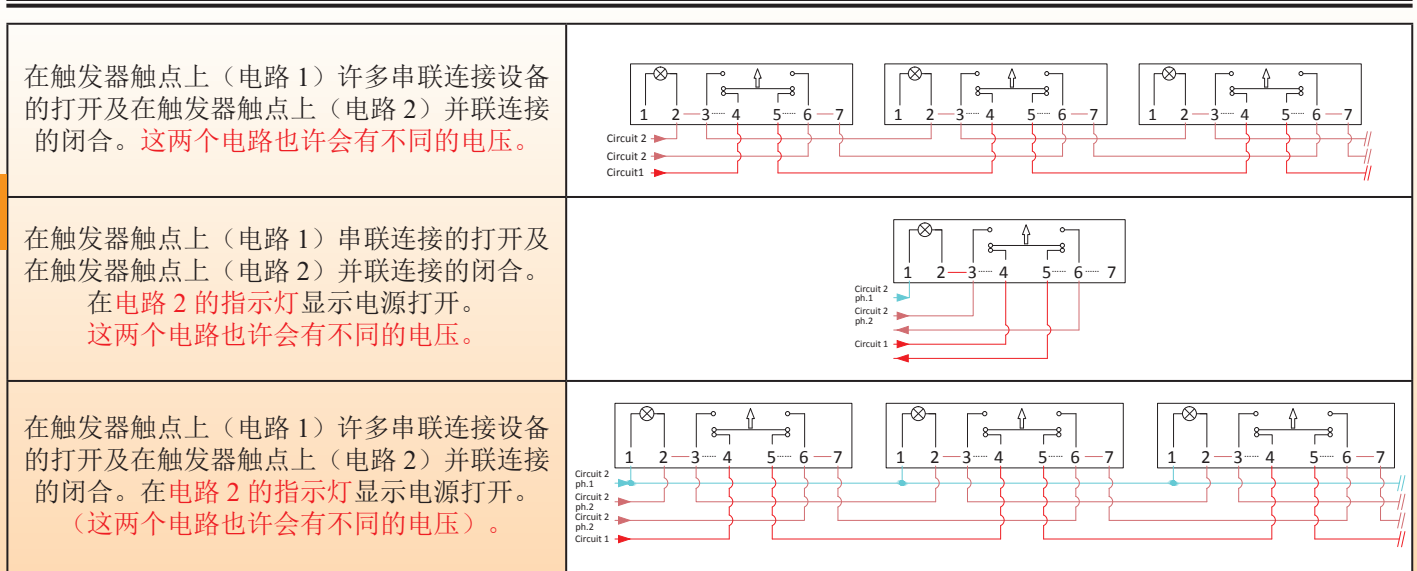 在触发器触点上（电路 1）许多串联连接设备
的打开及在触发器触点上（电路 2）并联连接
的闭合。这两个电路也许会有不同的电压。
1 2 3 4 5 6 7
1 2 3 4 5 6 7
1 2 3 4 5 6 7
Circuit 2
Circuit 2
Circuit1
在触发器触点上（电路 1）串联连接的打开及
在触发器触点上（电路 2）并联连接的闭合。
在电路 2 的指示灯显示电源打开。
这两个电路也许会有不同的电压。
1 2 3 4 5 6 7
Circuit 2
ph.1
Circuit 2
ph.2
Circuit 1
在触发器触点上（电路 1）许多串联连接设备
的打开及在触发器触点上（电路 2）并联连接
的闭合。在电路 2 的指示灯显示电源打开。
（这两个电路也许会有不同的电压）。
1 2 3 4 5 6 7
1 2 3 4 5 6 7
1 2 3 4 5 6 7
Circuit 2
ph.1
Circuit 2
ph.2
Circuit 2
ph.2
Circuit 1